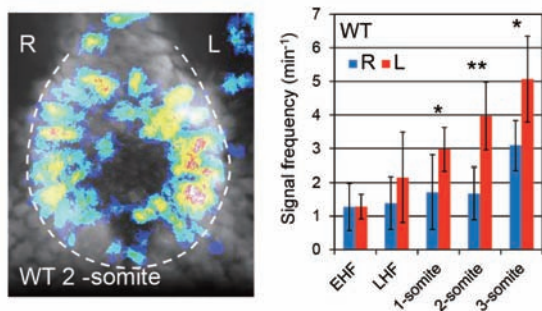 R L
WT 2 -somite
Signal frequency (min-1)
7
6
5
4
3
2
1
0
WT
R L
*
**
*
EHF
LHF
1-somite
2-somite
3-somite